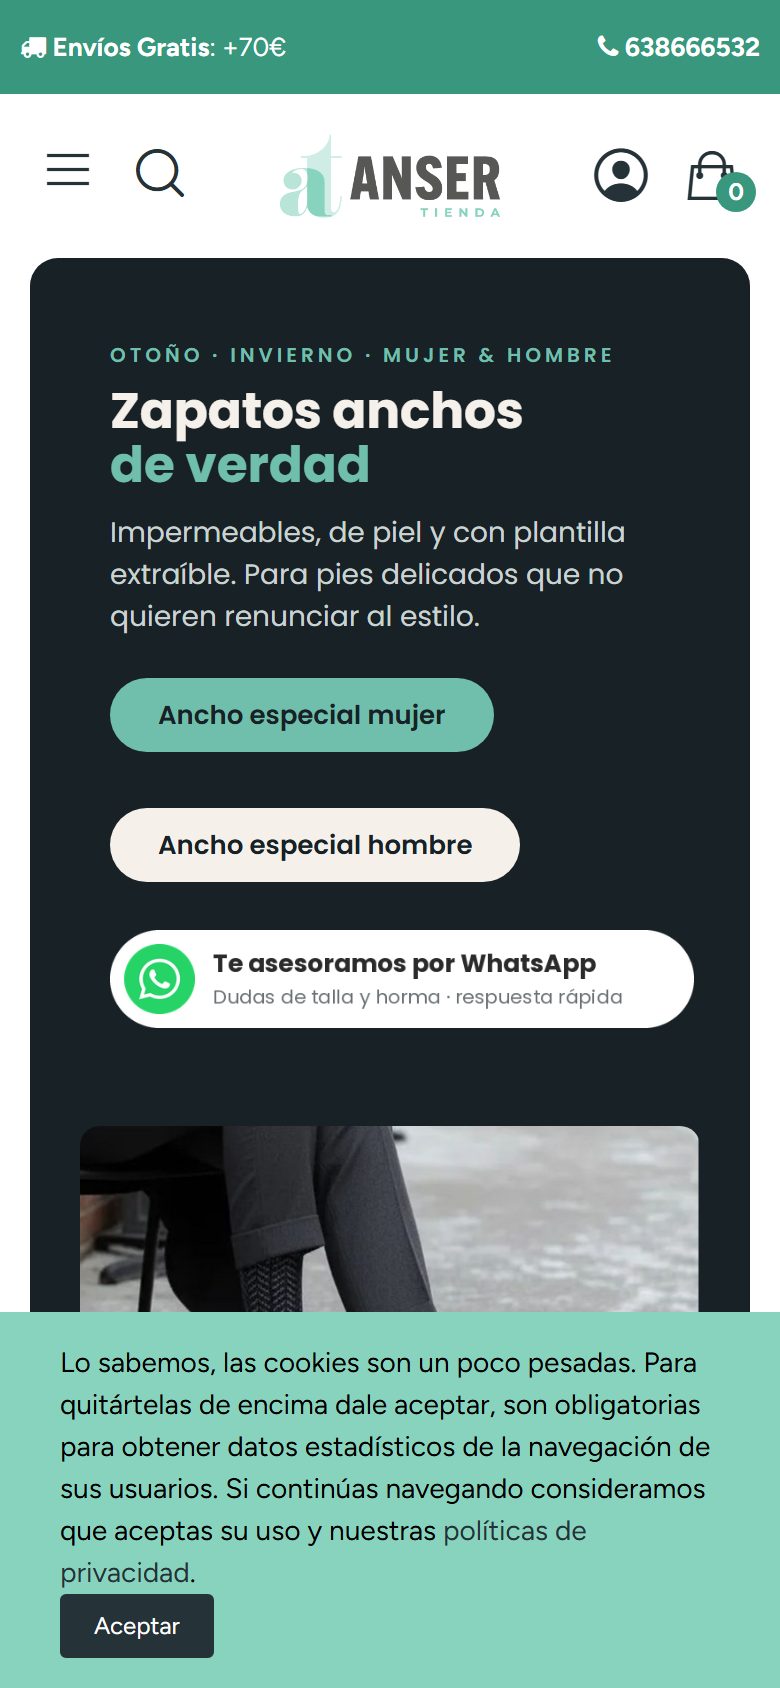 Envíos Gratis: +70€
638666532
at ANSER
TIENDA
0
OTOÑO · INVIERNO · MUJER & HOMBRE
Zapatos anchos
de verdad
Impermeables, de piel y con plantilla
extraíble. Para pies delicados que no
quieren renunciar al estilo.
Ancho especial mujer
Ancho especial hombre
Te asesoramos por WhatsApp
Dudas de talla y horma · respuesta rápida
Lo sabemos, las cookies son un poco pesadas. Para
quitártelas de encima dale aceptar, son obligatorias
para obtener datos estadísticos de la navegación de
sus usuarios. Si continúas navegando consideramos
que aceptas su uso y nuestras políticas de
privacidad.
Aceptar